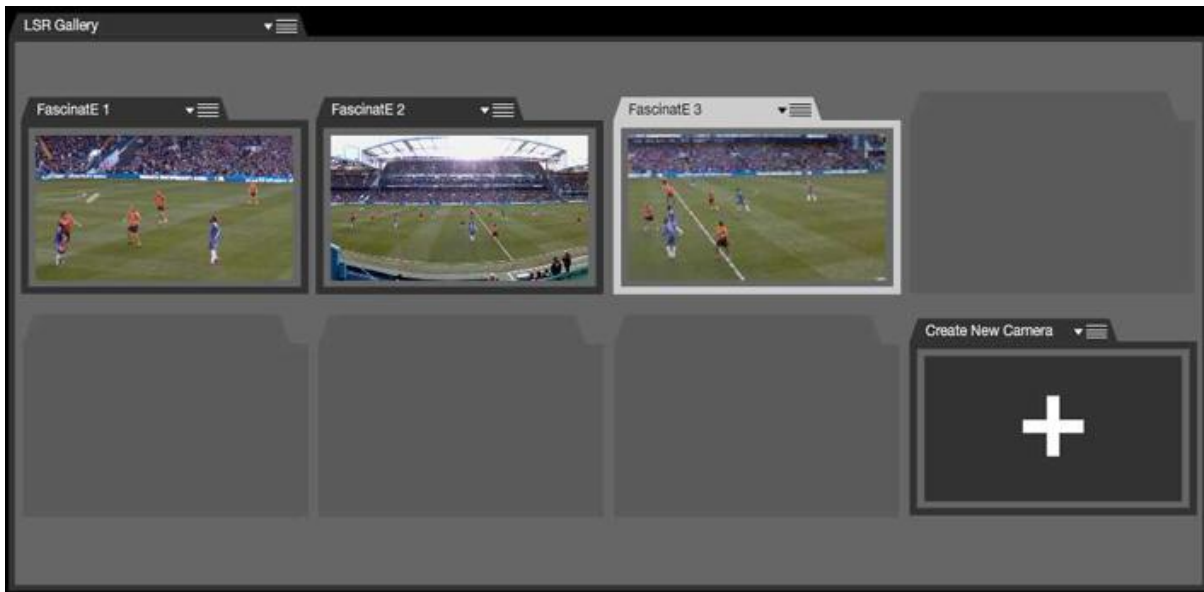 LSR Gallery
FascinatE 1
FascinatE 2
FascinatE 3
Create New Camera